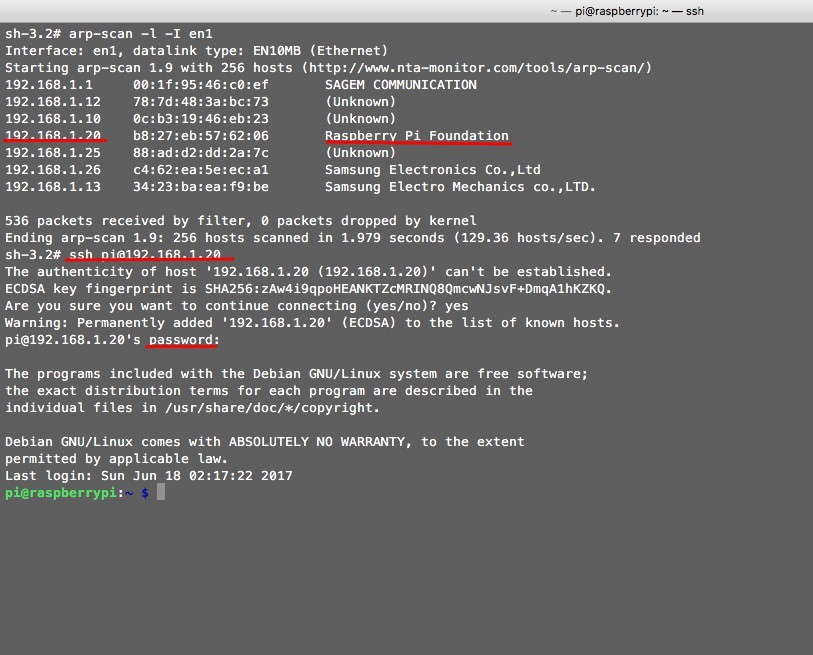 ~ — pi@raspberrypi: ~ — ssh
sh-3.2# arp-scan -l -I en1
Interface: en1, datalink type: EN10MB (Ethernet)
Starting arp-scan 1.9 with 256 hosts (http://www.nta-monitor.com/tools/arp-scan/)
192.168.1.1 00:1f:95:46:c0:ef SAGEM COMMUNICATION
192.168.1.12 78:7d:48:3a:bc:73 (Unknown)
192.168.1.10 0c:b3:19:46:eb:23 (Unknown)
192.168.1.20 b8:27:eb:57:62:06 Raspberry Pi Foundation
192.168.1.25 88:ad:d2:dd:2a:7c (Unknown)
192.168.1.26 c4:62:ea:5e:ec:a1 Samsung Electronics Co.,Ltd
192.168.1.13 34:23:ba:ea:f9:be Samsung Electro Mechanics co.,LTD.
536 packets received by filter, 0 packets dropped by kernel
Ending arp-scan 1.9: 256 hosts scanned in 1.979 seconds (129.36 hosts/sec). 7 responded
sh-3.2# ssh pi@192.168.1.20
The authenticity of host '192.168.1.20 (192.168.1.20)' can't be established.
ECDSA key fingerprint is SHA256:zAw4i9qpoHEANKTZcMRINQ8QmcwNJsvF+DmqA1hKZKQ.
Are you sure you want to continue connecting (yes/no)? yes
Warning: Permanently added '192.168.1.20' (ECDSA) to the list of known hosts.
pi@192.168.1.20's password:
The programs included with the Debian GNU/Linux system are free software;
the exact distribution terms for each program are described in the
individual files in /usr/share/doc/*/copyright.
Debian GNU/Linux comes with ABSOLUTELY NO WARRANTY, to the extent
permitted by applicable law.
Last login: Sun Jun 18 02:17:22 2017
pi@raspberrypi:~ $